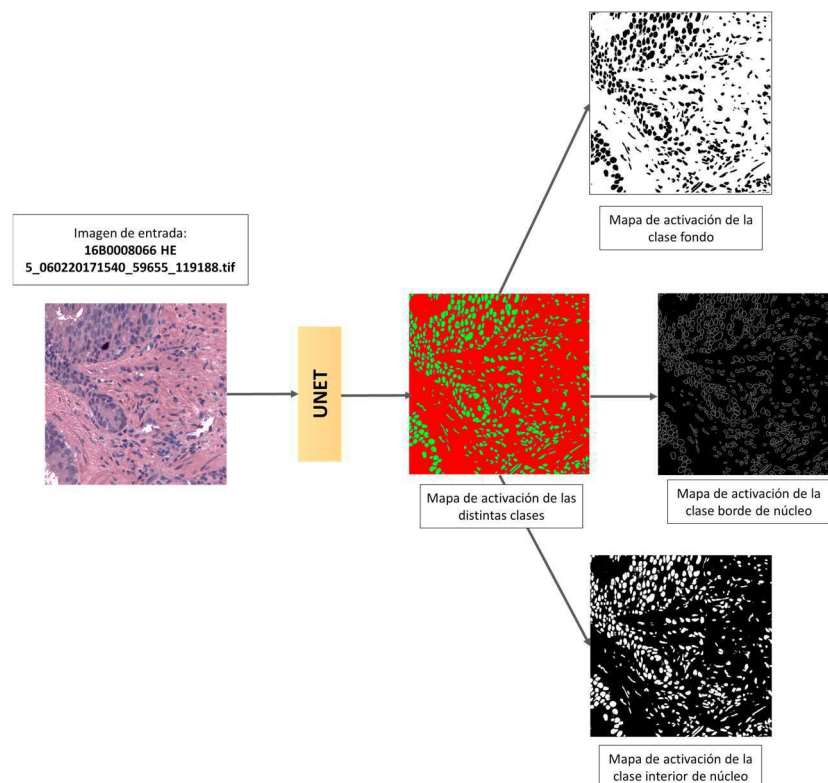 Mapa de activación de la
clase fondo
Imagen de entrada:
16B0008066 HE
5_060220171540_59655_119188.tif
UNET
Mapa de activación de las
distintas clases
Mapa de activación de la
clase borde de núcleo
Mapa de activación de la
clase interior de núcleo